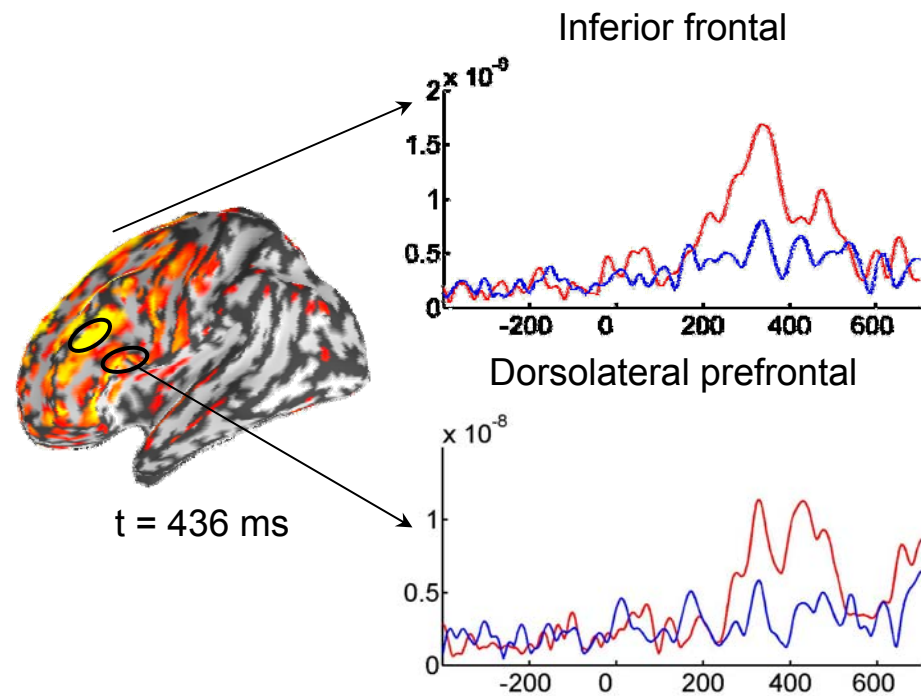 Inferior frontal
x 10⁻⁹
2
1.5
1
0.5
0
-200 0 200 400 600
Dorsolateral prefrontal
x 10⁻⁸
1
0.5
0
-200 0 200 400 600
t = 436 ms